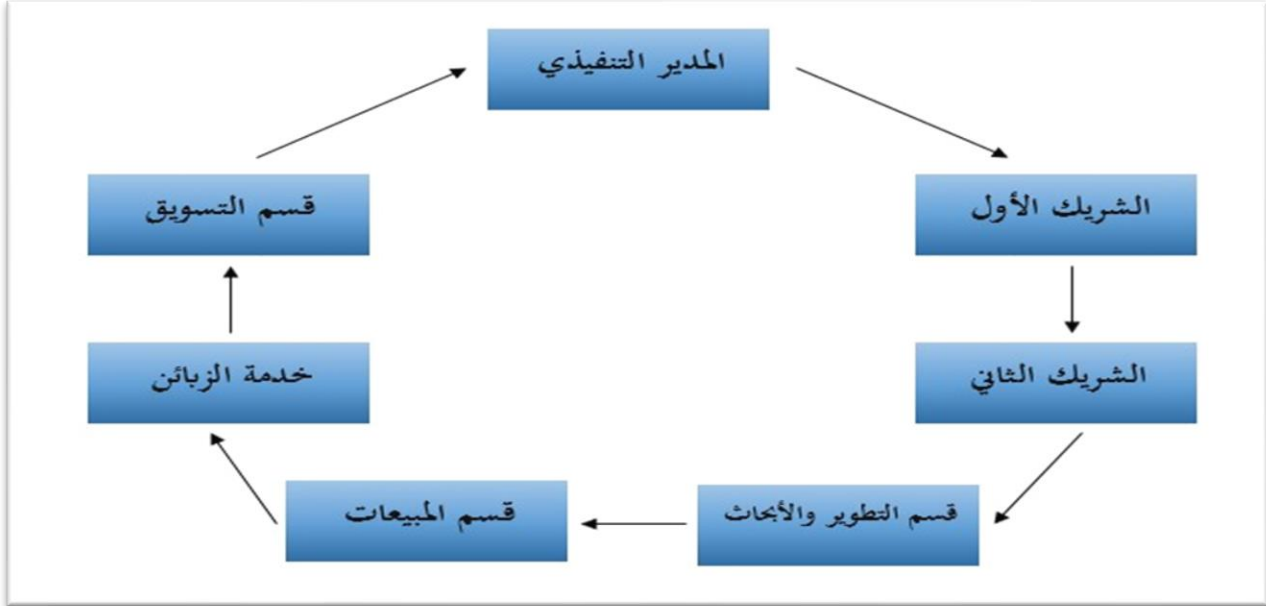 المدير التنفيذي
الشريك الأول
الشريك الثاني
قسم التطوير والأبحاث
قسم المبيعات
خدمة الزبائن
قسم التسويق